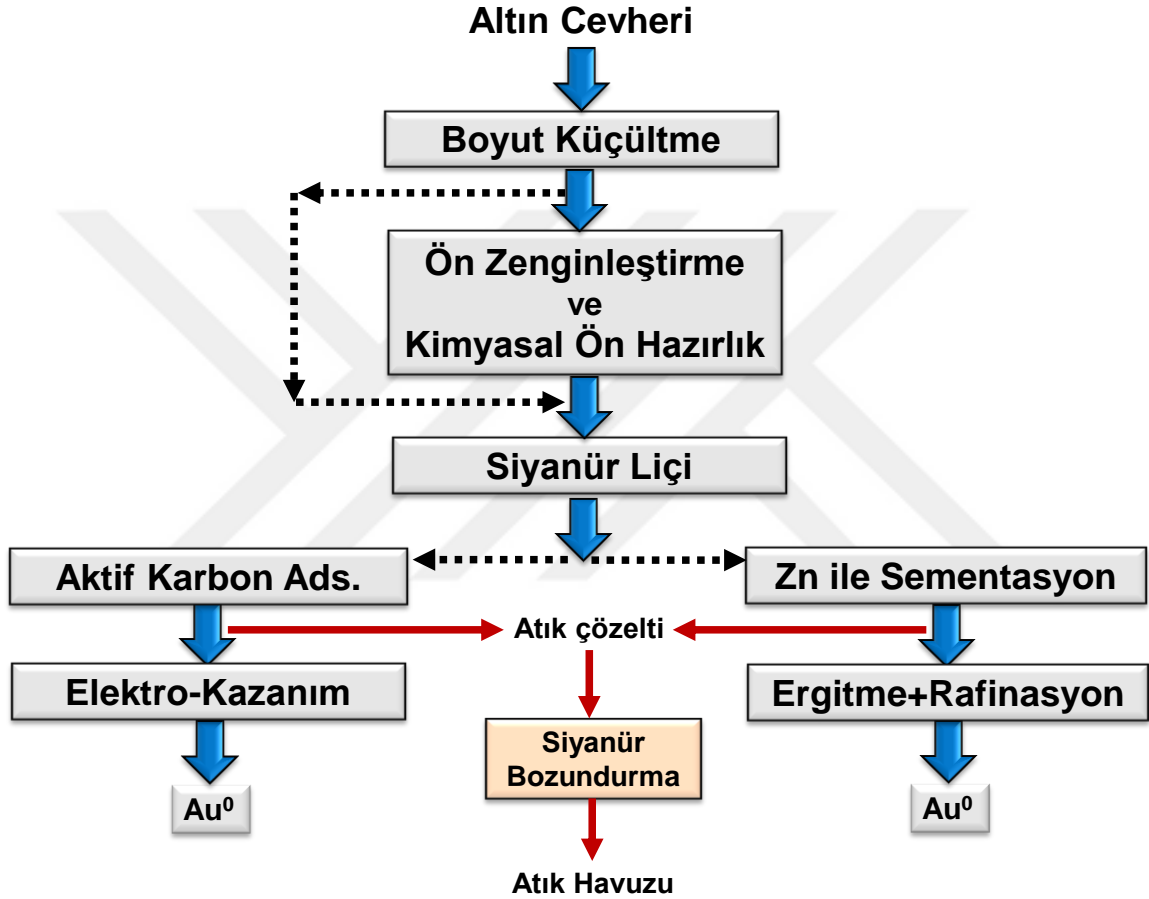 Altın Cevheri
Boyut Küçültme
Ön Zenginleştirme
ve
Kimyasal Ön Hazırlık
Siyanür Liçi
Aktif Karbon Ads.
Zn ile Sementasyon
Atık çözelti
Elektro-Kazanım
Ergitme+Rafinasyon
Siyanür
Bozundurma
Au⁰
Au⁰
Atık Havuzu